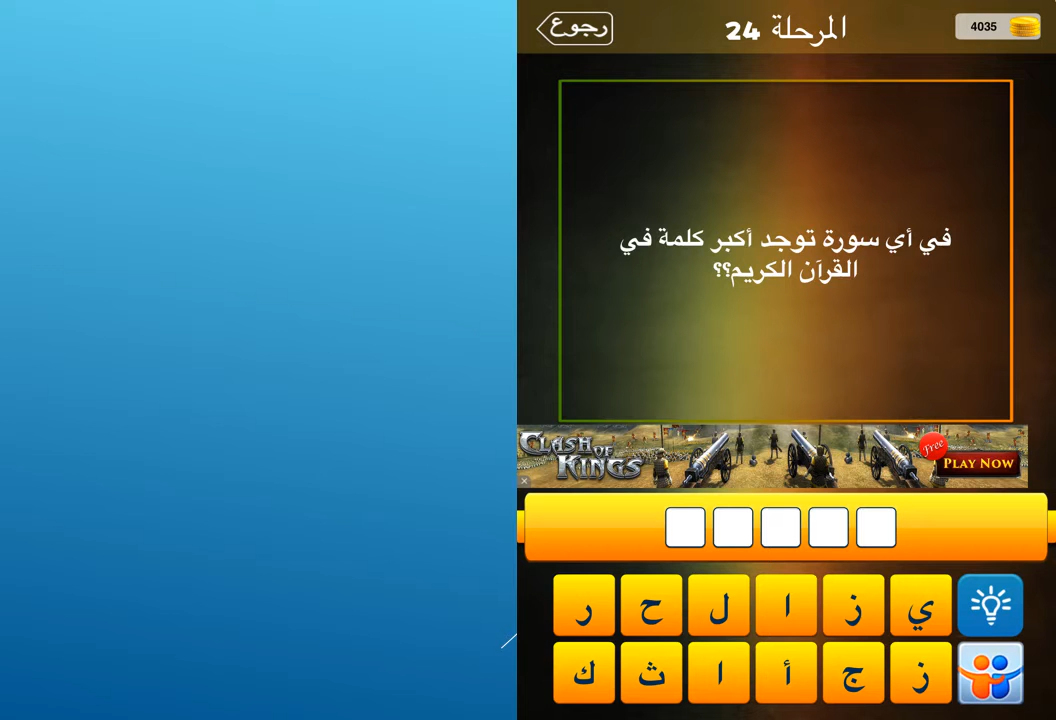 رجوع
المرحلة 24
4035
في أي سورة توجد أكبر كلمة في
القرآن الكريم؟؟
CLASH OF KINGS
Free
PLAY NOW
ي ز ا ل ح ر
ز ج أ ا ث ك